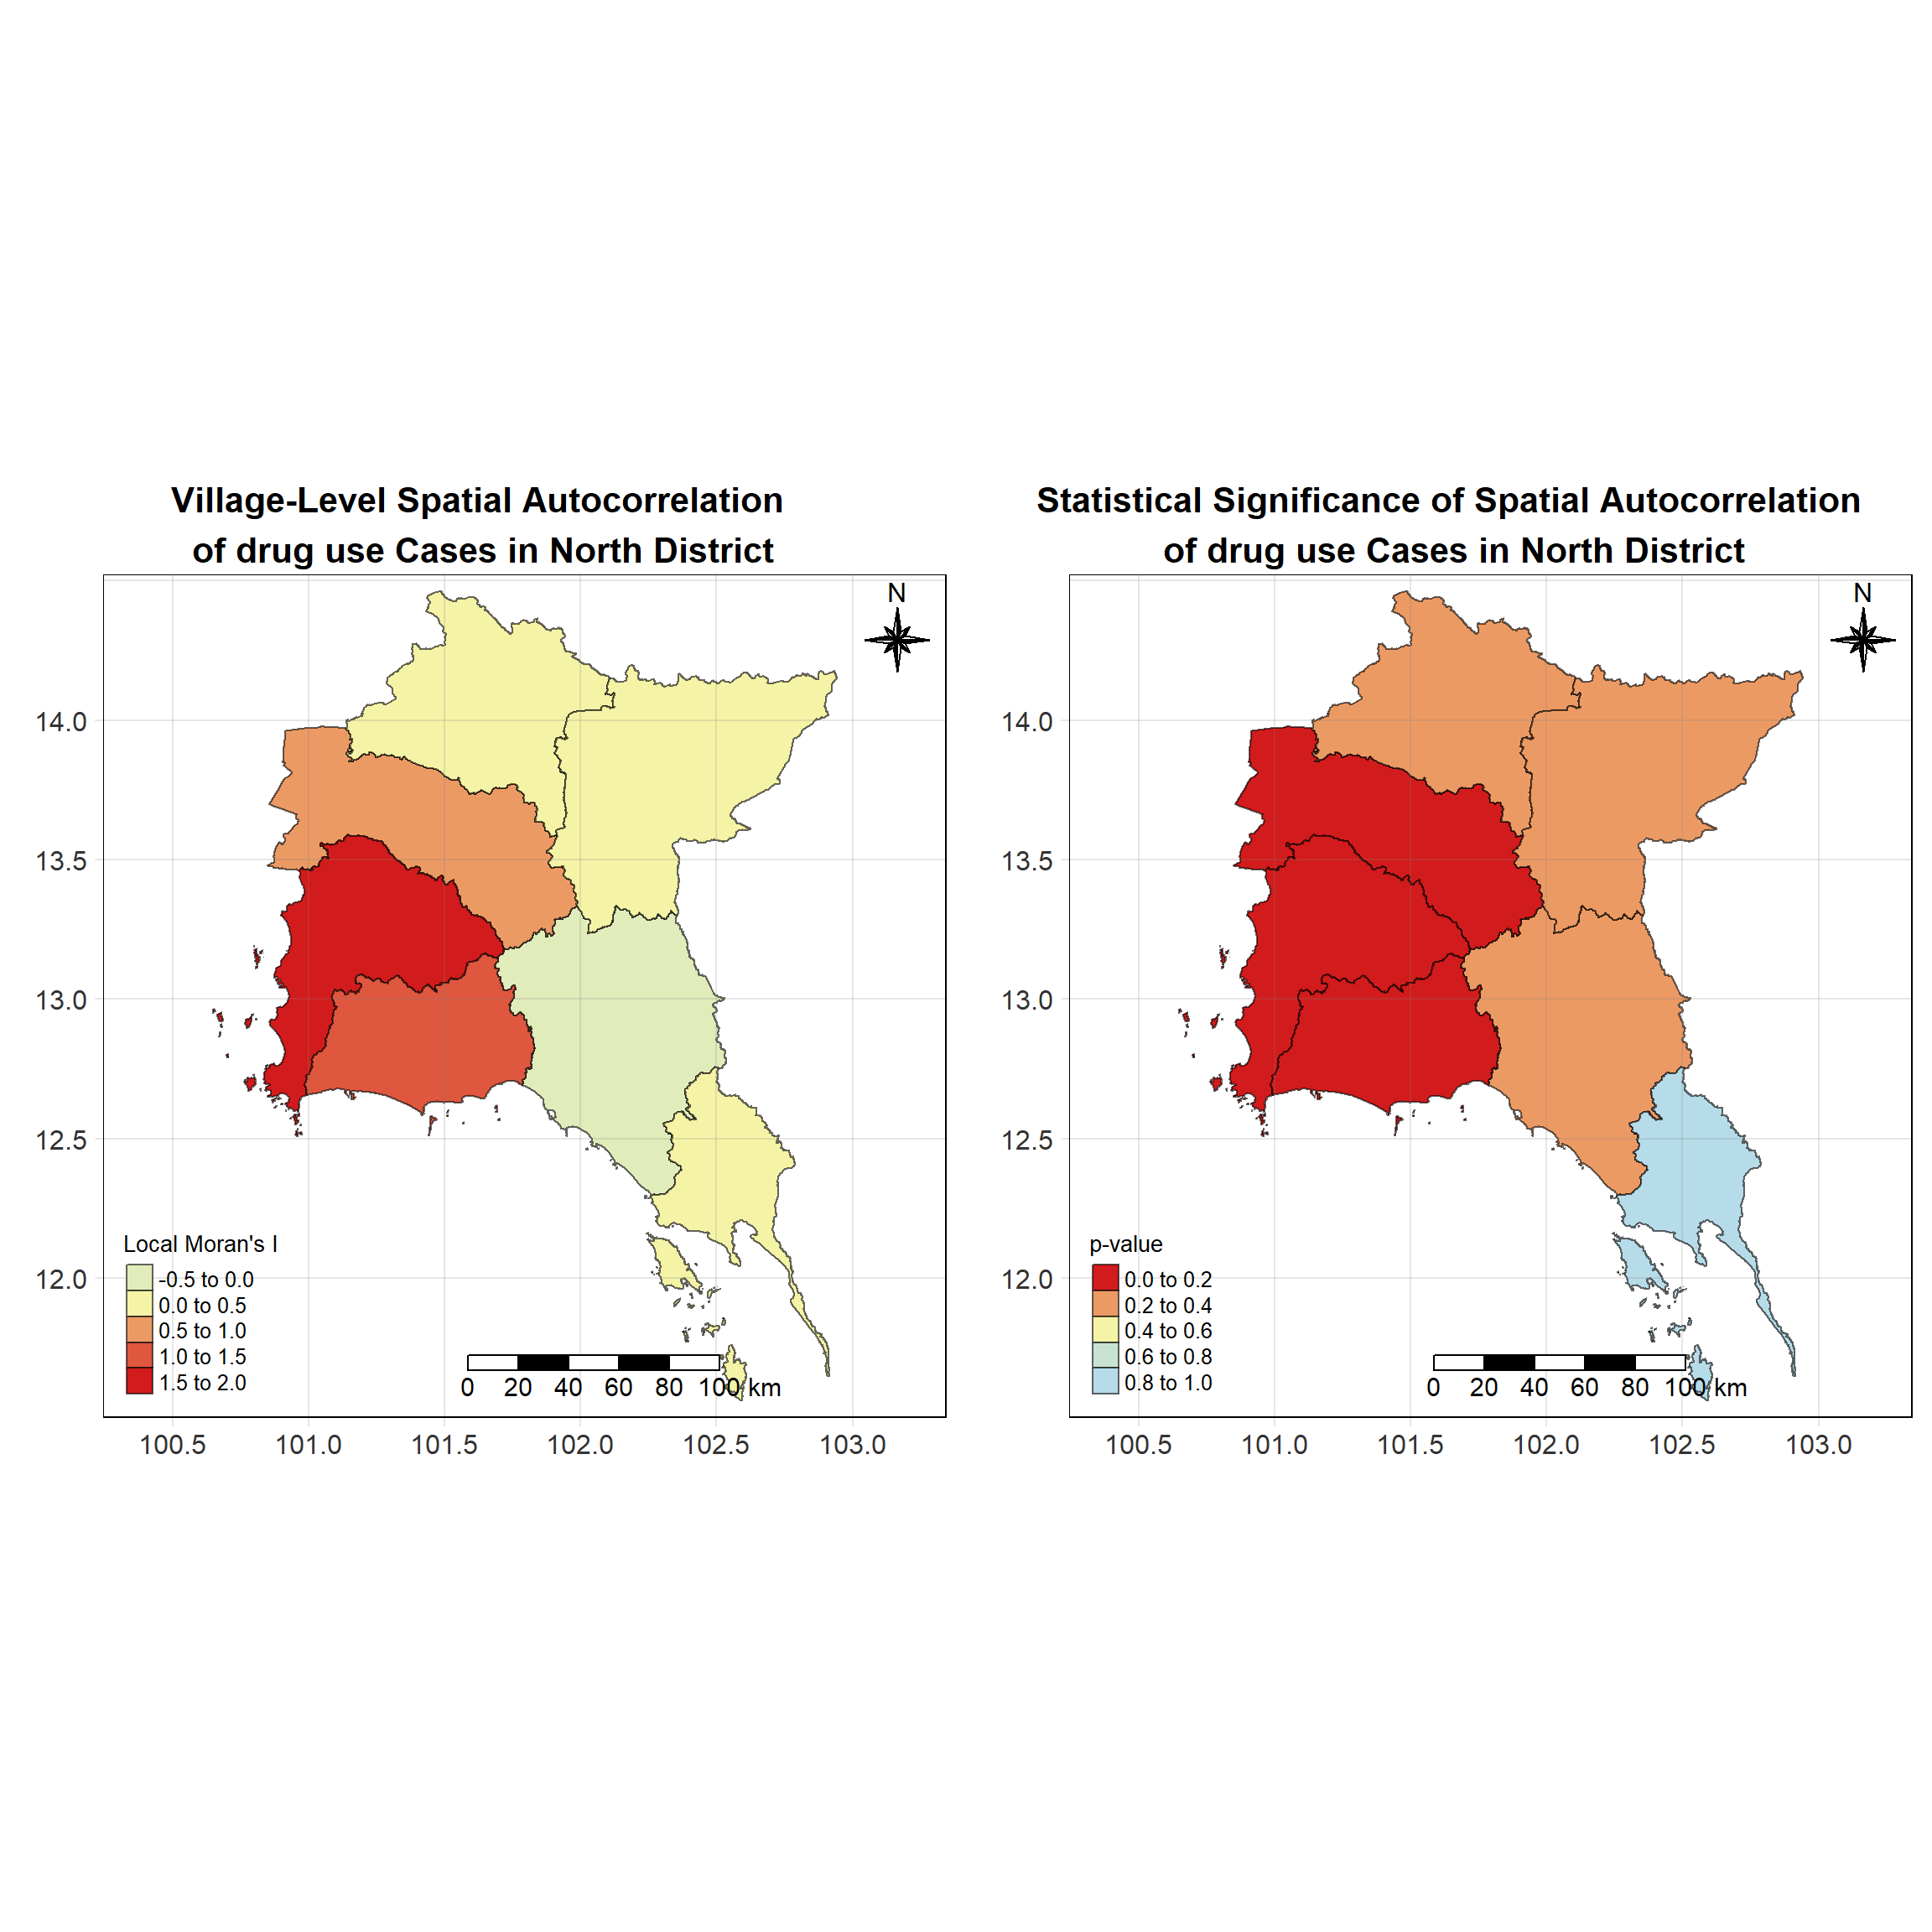 Village-Level Spatial Autocorrelation
of drug use Cases in North District
N
14.0
13.5
13.0
12.5
12.0
Local Moran's I
-0.5 to 0.0
0.0 to 0.5
0.5 to 1.0
1.0 to 1.5
1.5 to 2.0
0 20 40 60 80 100 km
100.5 101.0 101.5 102.0 102.5 103.0
Statistical Significance of Spatial Autocorrelation
of drug use Cases in North District
N
14.0
13.5
13.0
12.5
12.0
p-value
0.0 to 0.2
0.2 to 0.4
0.4 to 0.6
0.6 to 0.8
0.8 to 1.0
0 20 40 60 80 100 km
100.5 101.0 101.5 102.0 102.5 103.0